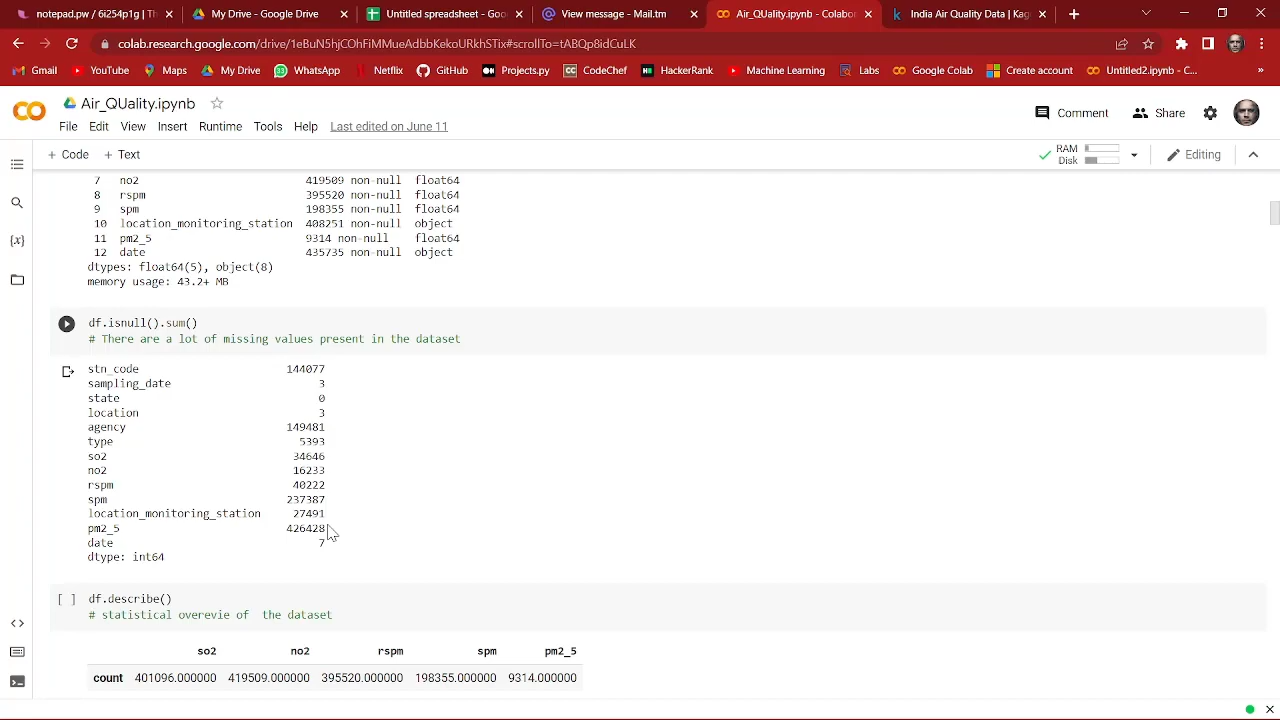 notepad.pw / 6i254p1g | Th
My Drive - Google Drive
Untitled spreadsheet - Goo
View message - Mail.tm
Air_QUality.ipynb - Colabor
India Air Quality Data | Kag
colab.research.google.com/drive/1eBuN5hjCOhFiMMueAdbbKekoURkhSTix#scrollTo=tABQp8idCuLK
Gmail YouTube Maps My Drive WhatsApp Netflix GitHub Projects.py CodeChef HackerRank Machine Learning Labs Google Colab Create account Untitled2.ipynb - C... »
Air_QUality.ipynb
Comment Share
File Edit View Insert Runtime Tools Help Last edited on June 11
+ Code + Text
RAM
Disk
Editing
7 no2 419509 non-null float64
8 rspm 395520 non-null float64
9 spm 198355 non-null float64
10 location_monitoring_station 408251 non-null object
11 pm2_5 9314 non-null float64
12 date 435735 non-null object
dtypes: float64(5), object(8)
memory usage: 43.2+ MB
df.isnull().sum()
# There are a lot of missing values present in the dataset
stn_code 144077
sampling_date 3
state 0
location 3
agency 149481
type 5393
so2 34646
no2 16233
rspm 40222
spm 237387
location_monitoring_station 27491
pm2_5 426428
date 7
dtype: int64
[ ] df.describe()
# statistical overevie of the dataset
so2 no2 rspm spm pm2_5
count 401096.000000 419509.000000 395520.000000 198355.000000 9314.000000